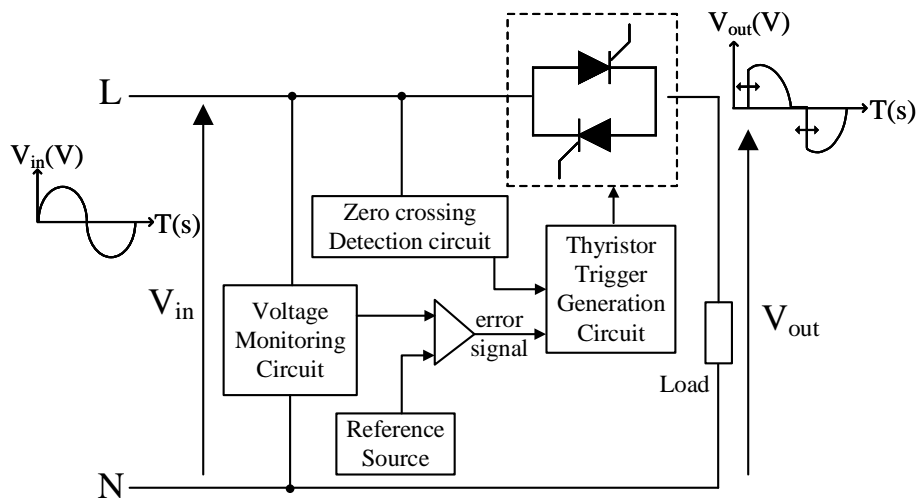 V_out(V)
T(s)
L
V_in(V)
T(s)
V_in
Zero crossing
Detection circuit
Thyristor
Trigger
Generation
Circuit
Voltage
Monitoring
Circuit
error
signal
Reference
Source
Load
V_out
N